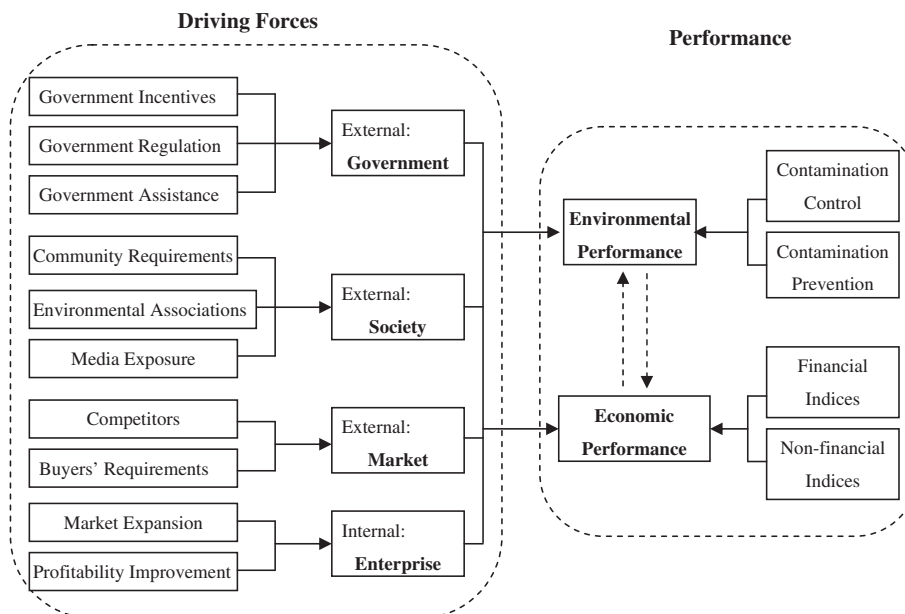 Driving Forces
Performance
Government Incentives
Government Regulation
Government Assistance
External:
Government
Community Requirements
Environmental Associations
Media Exposure
External:
Society
Competitors
Buyers’ Requirements
External:
Market
Market Expansion
Profitability Improvement
Internal:
Enterprise
Environmental
Performance
Contamination
Control
Contamination
Prevention
Economic
Performance
Financial
Indices
Non-financial
Indices